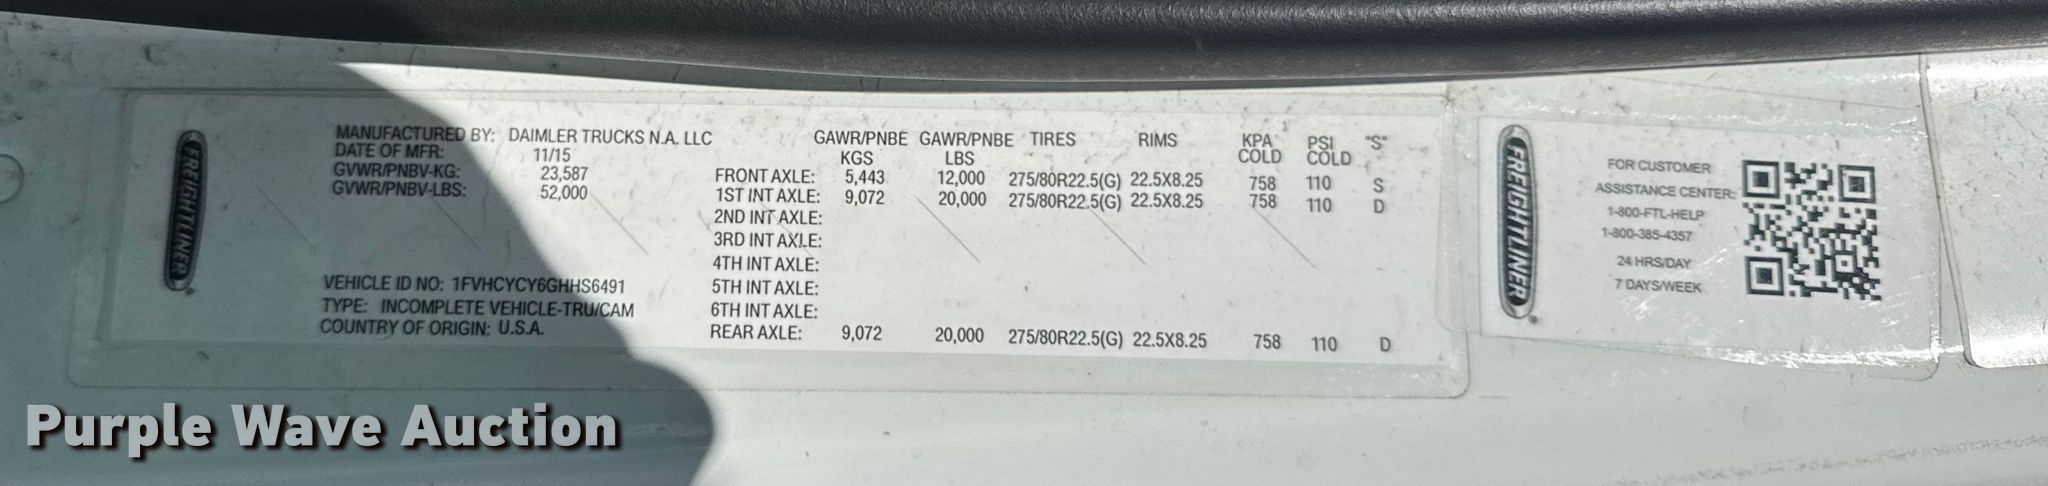 FREIGHTLINER
MANUFACTURED BY: DAIMLER TRUCKS N.A. LLC
DATE OF MFR: 11/15
GVWR/PNBV-KG: 23,587
GVWR/PNBV-LBS: 52,000
VEHICLE ID NO: 1FVHCYCY6GHHS6491
TYPE: INCOMPLETE VEHICLE-TRU/CAM
COUNTRY OF ORIGIN: U.S.A.
GAWR/PNBE KGS GAWR/PNBE LBS TIRES RIMS KPA COLD PSI COLD "S"
FRONT AXLE: 5,443 12,000 275/80R22.5(G) 22.5X8.25 758 110 S
1ST INT AXLE: 9,072 20,000 275/80R22.5(G) 22.5X8.25 758 110 D
2ND INT AXLE:
3RD INT AXLE:
4TH INT AXLE:
5TH INT AXLE:
6TH INT AXLE:
REAR AXLE: 9,072 20,000 275/80R22.5(G) 22.5X8.25 758 110 D
FREIGHTLINER
FOR CUSTOMER
ASSISTANCE CENTER:
1-800-FTL-HELP
1-800-385-4357
24 HRS/DAY
7 DAYS/WEEK
Purple Wave Auction